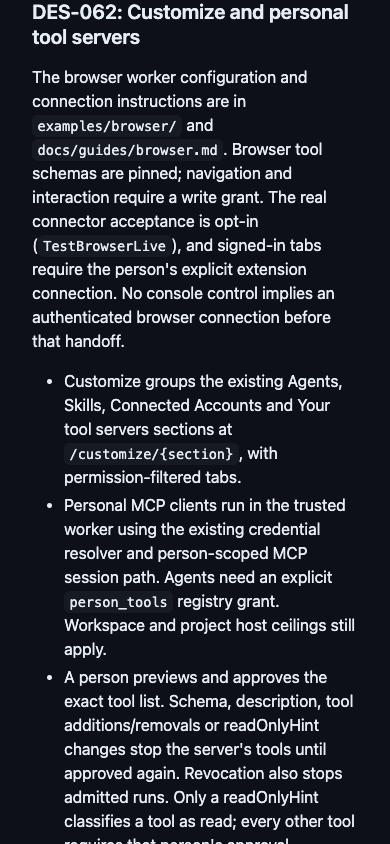 DES-062: Customize and personal
tool servers
The browser worker configuration and
connection instructions are in
examples/browser/ and
docs/guides/browser.md . Browser tool
schemas are pinned; navigation and
interaction require a write grant. The real
connector acceptance is opt-in
( TestBrowserLive ), and signed-in tabs
require the person's explicit extension
connection. No console control implies an
authenticated browser connection before
that handoff.
• Customize groups the existing Agents,
Skills, Connected Accounts and Your
tool servers sections at
/customize/{section} , with
permission-filtered tabs.
• Personal MCP clients run in the trusted
worker using the existing credential
resolver and person-scoped MCP
session path. Agents need an explicit
person_tools registry grant.
Workspace and project host ceilings still
apply.
• A person previews and approves the
exact tool list. Schema, description, tool
additions/removals or readOnlyHint
changes stop the server's tools until
approved again. Revocation also stops
admitted runs. Only a readOnlyHint
classifies a tool as read; every other tool
requires that person's approval